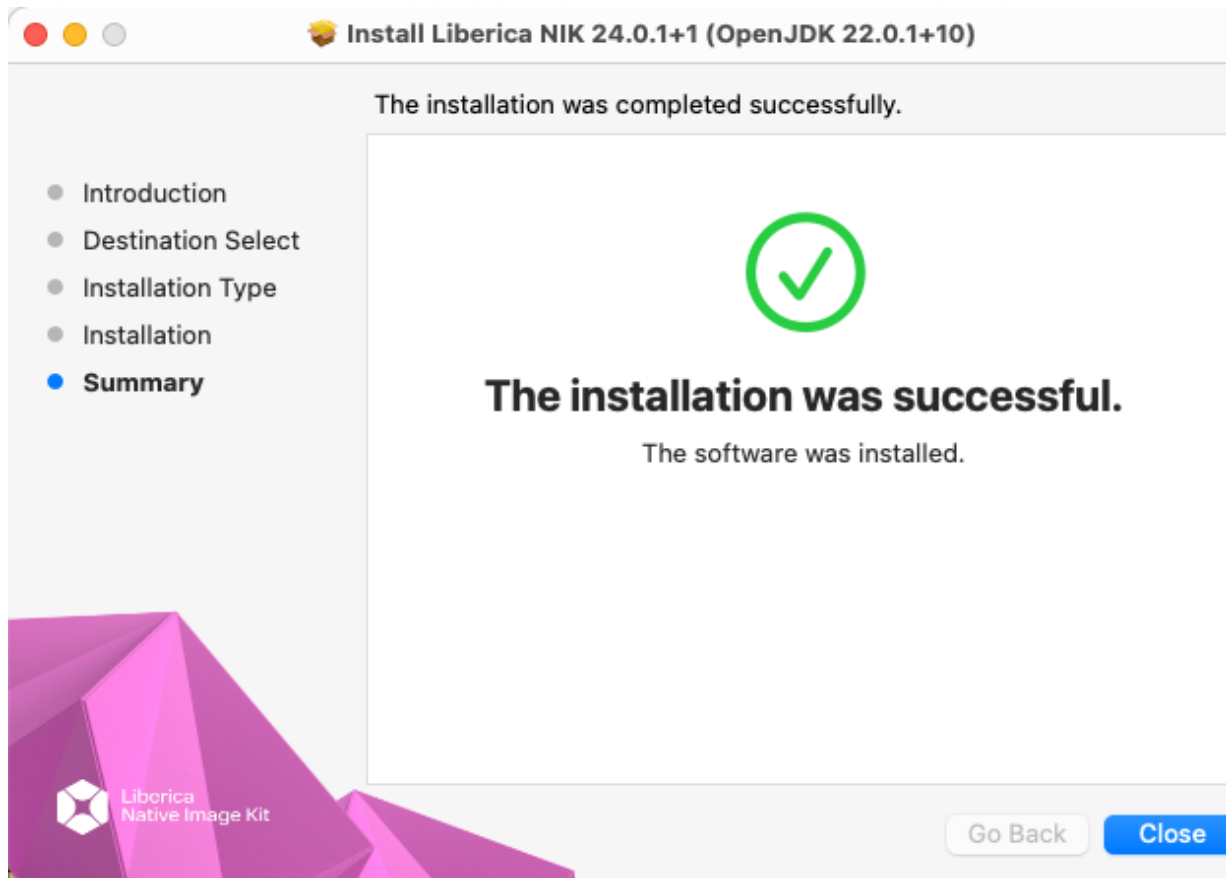 Install Liberica NIK 24.0.1+1 (OpenJDK 22.0.1+10)
The installation was completed successfully.
Introduction
Destination Select
Installation Type
Installation
Summary
The installation was successful.
The software was installed.
Liberica
Native Image Kit
Go Back
Close